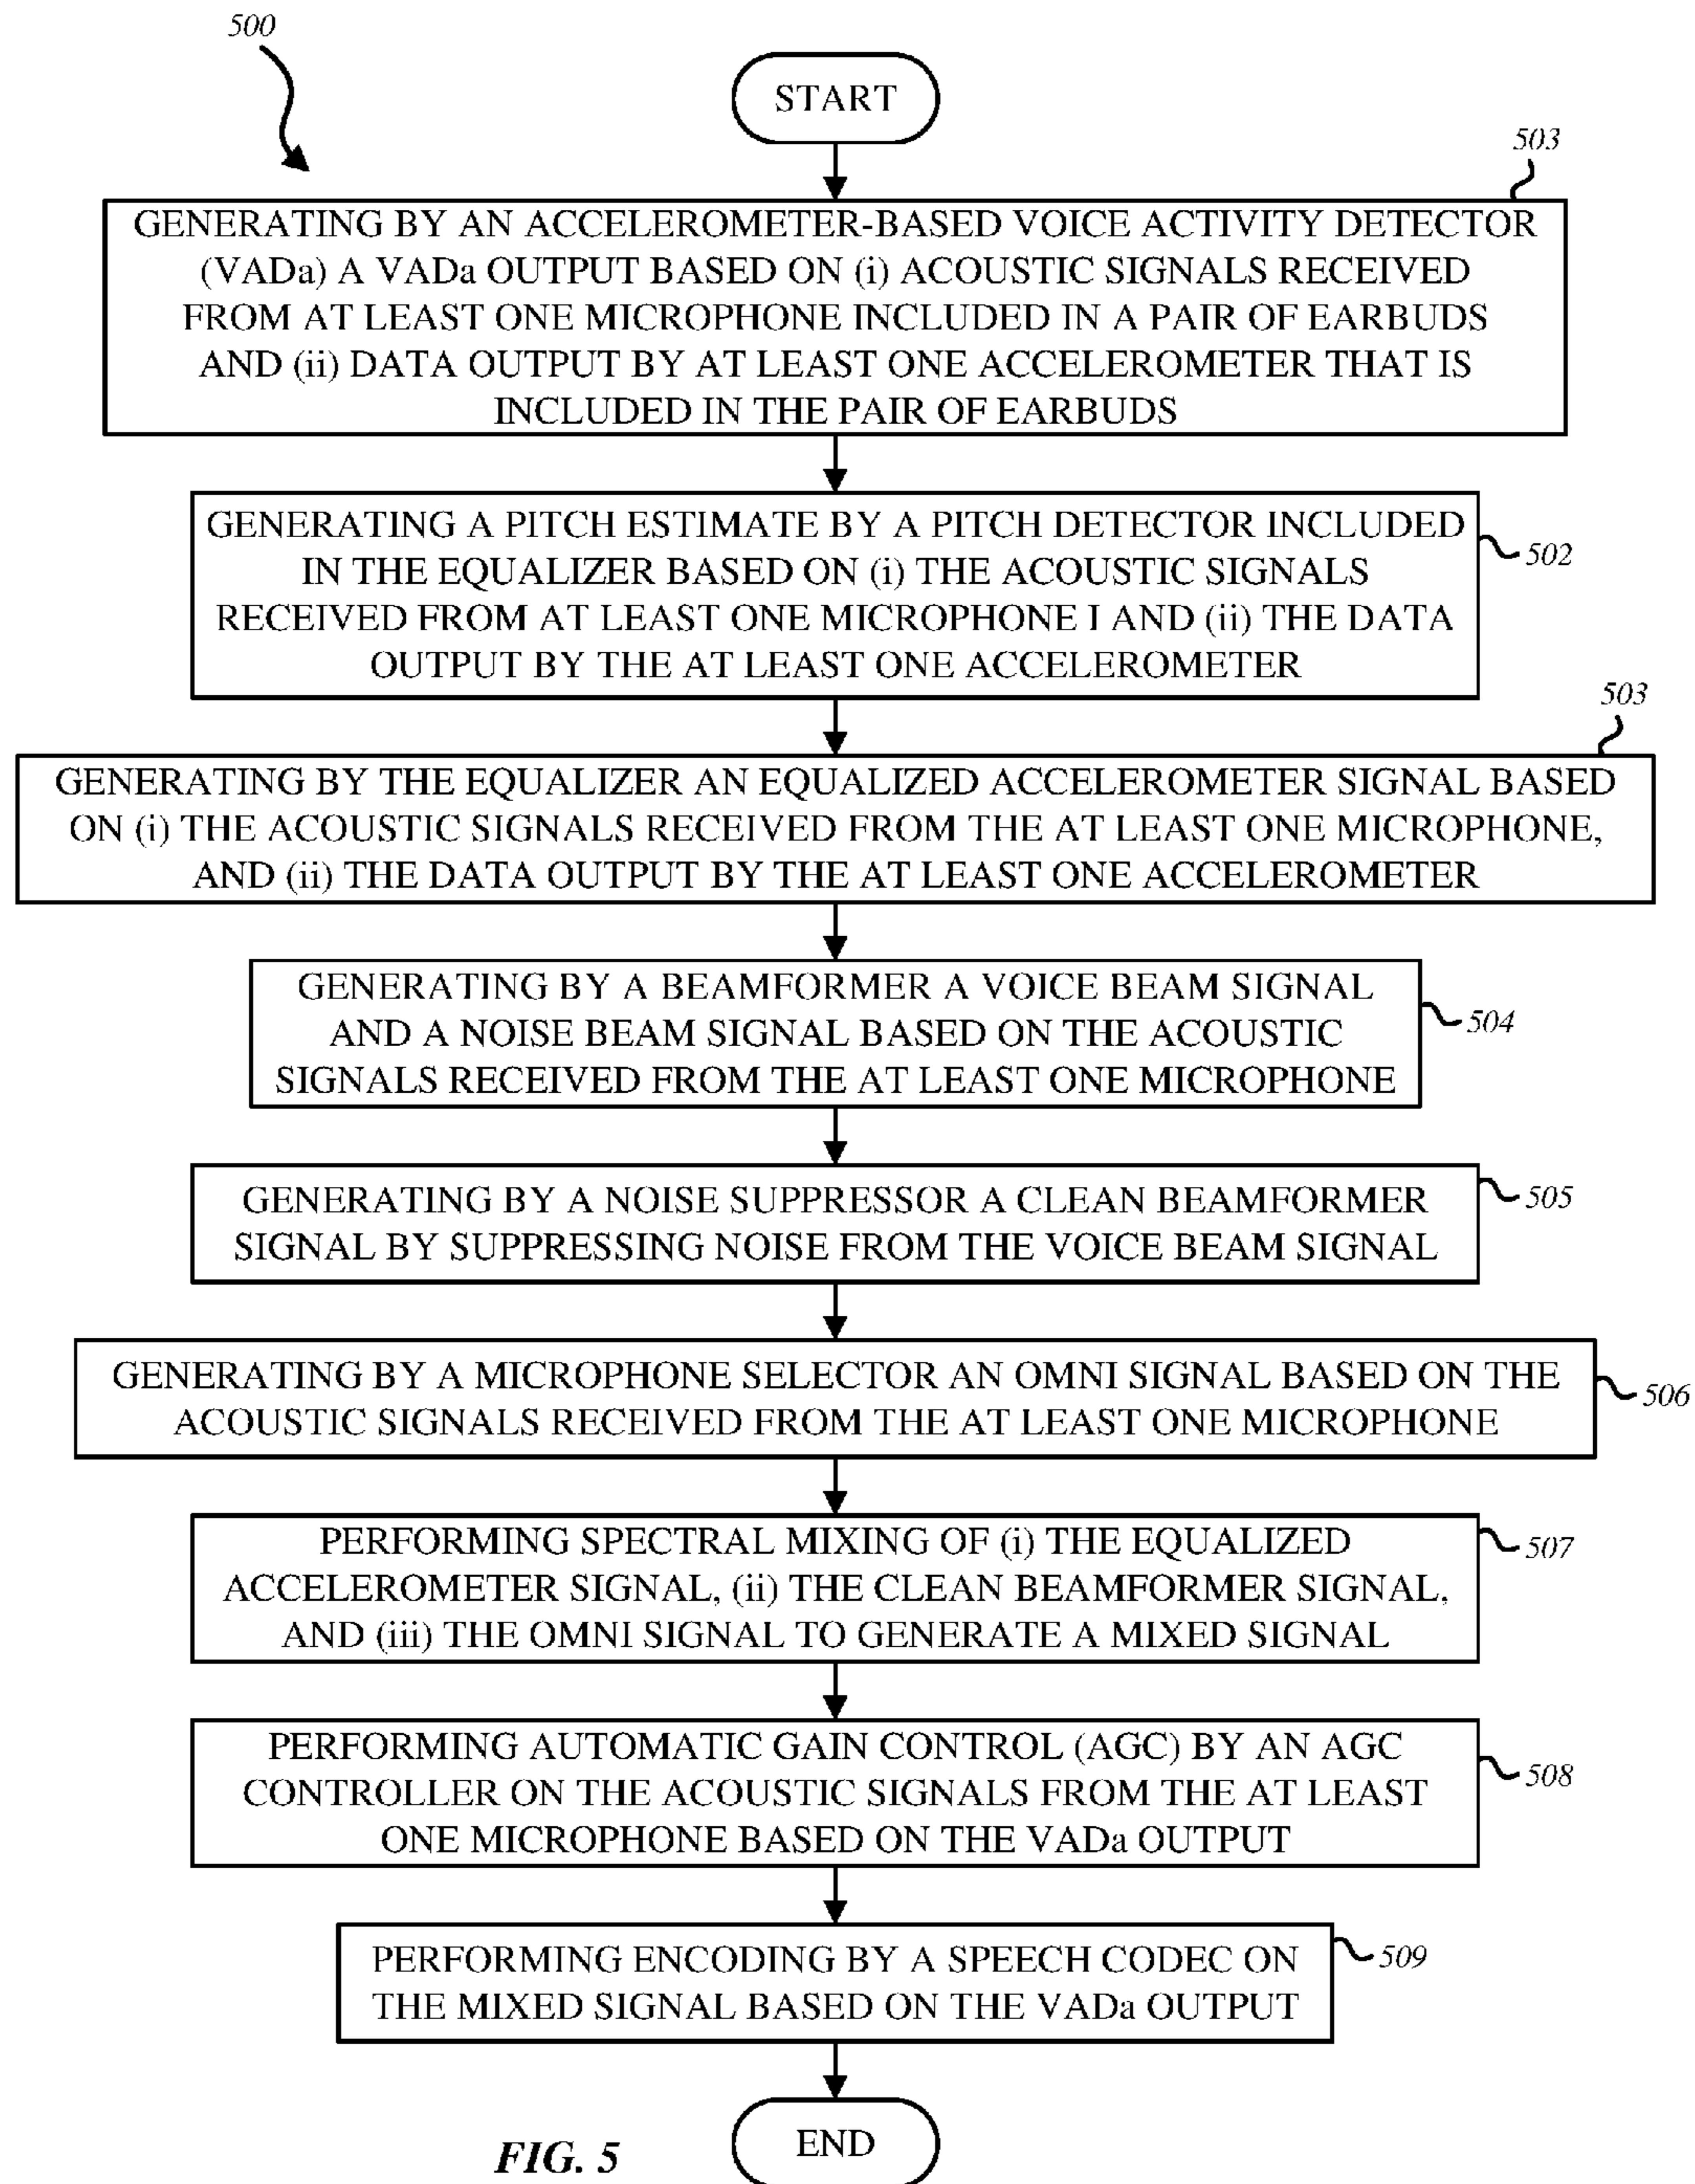 500
START
503
GENERATING BY AN ACCELEROMETER-BASED VOICE ACTIVITY DETECTOR
(VADa) A VADa OUTPUT BASED ON (i) ACOUSTIC SIGNALS RECEIVED
FROM AT LEAST ONE MICROPHONE INCLUDED IN A PAIR OF EARBUDS
AND (ii) DATA OUTPUT BY AT LEAST ONE ACCELEROMETER THAT IS
INCLUDED IN THE PAIR OF EARBUDS
GENERATING A PITCH ESTIMATE BY A PITCH DETECTOR INCLUDED
IN THE EQUALIZER BASED ON (i) THE ACOUSTIC SIGNALS
RECEIVED FROM AT LEAST ONE MICROPHONE I AND (ii) THE DATA
OUTPUT BY THE AT LEAST ONE ACCELEROMETER
502
503
GENERATING BY THE EQUALIZER AN EQUALIZED ACCELEROMETER SIGNAL BASED
ON (i) THE ACOUSTIC SIGNALS RECEIVED FROM THE AT LEAST ONE MICROPHONE,
AND (ii) THE DATA OUTPUT BY THE AT LEAST ONE ACCELEROMETER
GENERATING BY A BEAMFORMER A VOICE BEAM SIGNAL
AND A NOISE BEAM SIGNAL BASED ON THE ACOUSTIC
SIGNALS RECEIVED FROM THE AT LEAST ONE MICROPHONE
504
GENERATING BY A NOISE SUPPRESSOR A CLEAN BEAMFORMER
SIGNAL BY SUPPRESSING NOISE FROM THE VOICE BEAM SIGNAL
505
GENERATING BY A MICROPHONE SELECTOR AN OMNI SIGNAL BASED ON THE
ACOUSTIC SIGNALS RECEIVED FROM THE AT LEAST ONE MICROPHONE
506
PERFORMING SPECTRAL MIXING OF (i) THE EQUALIZED
ACCELEROMETER SIGNAL, (ii) THE CLEAN BEAMFORMER SIGNAL,
AND (iii) THE OMNI SIGNAL TO GENERATE A MIXED SIGNAL
507
PERFORMING AUTOMATIC GAIN CONTROL (AGC) BY AN AGC
CONTROLLER ON THE ACOUSTIC SIGNALS FROM THE AT LEAST
ONE MICROPHONE BASED ON THE VADa OUTPUT
508
PERFORMING ENCODING BY A SPEECH CODEC ON
THE MIXED SIGNAL BASED ON THE VADa OUTPUT
509
END
FIG. 5